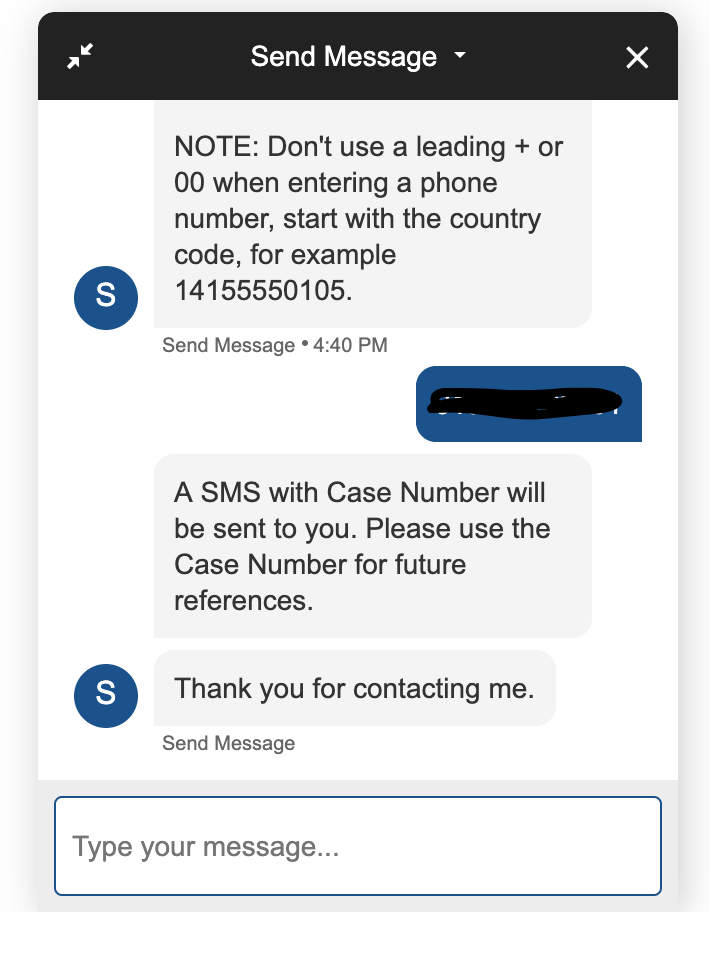 Send Message
NOTE: Don't use a leading + or
00 when entering a phone
number, start with the country
code, for example
14155550105.
S
Send Message • 4:40 PM
A SMS with Case Number will
be sent to you. Please use the
Case Number for future
references.
Thank you for contacting me.
S
Send Message
Type your message...